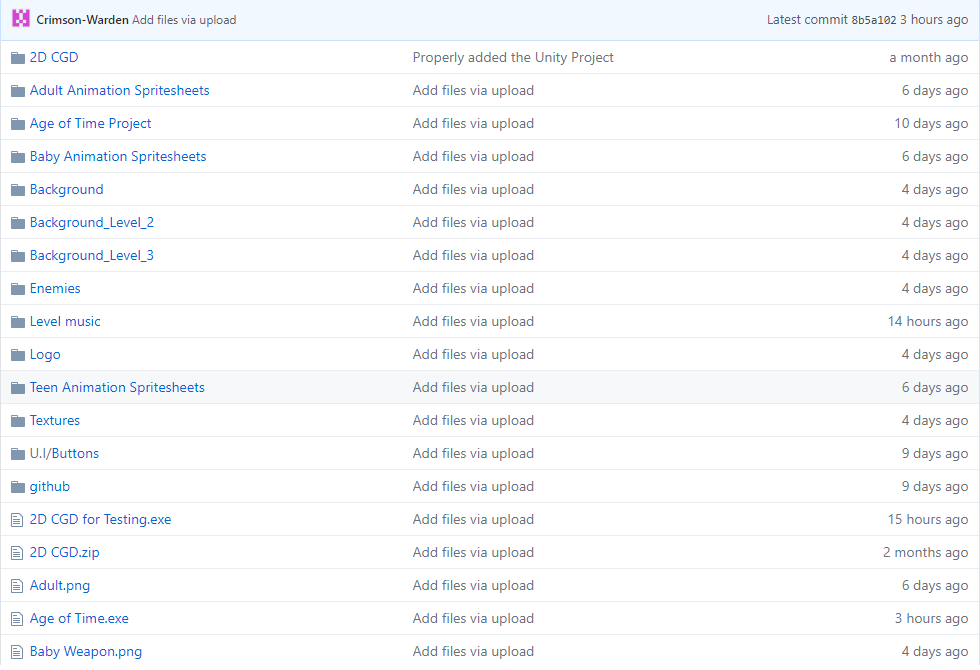 Crimson-Warden Add files via upload Latest commit 8b5a102 3 hours ago
2D CGD Properly added the Unity Project a month ago
Adult Animation Spritesheets Add files via upload 6 days ago
Age of Time Project Add files via upload 10 days ago
Baby Animation Spritesheets Add files via upload 6 days ago
Background Add files via upload 4 days ago
Background_Level_2 Add files via upload 4 days ago
Background_Level_3 Add files via upload 4 days ago
Enemies Add files via upload 4 days ago
Level music Add files via upload 14 hours ago
Logo Add files via upload 4 days ago
Teen Animation Spritesheets Add files via upload 6 days ago
Textures Add files via upload 4 days ago
U.I/Buttons Add files via upload 9 days ago
github Add files via upload 9 days ago
2D CGD for Testing.exe Add files via upload 15 hours ago
2D CGD.zip Add files via upload 2 months ago
Adult.png Add files via upload 6 days ago
Age of Time.exe Add files via upload 3 hours ago
Baby Weapon.png Add files via upload 4 days ago